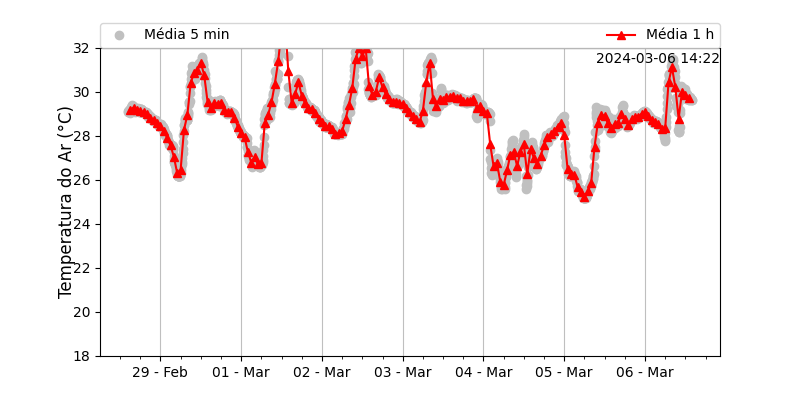 Média 5 min
Média 1 h
2024-03-06 14:22
Temperatura do Ar (°C)
32
30
28
26
24
22
20
18
29 - Feb
01 - Mar
02 - Mar
03 - Mar
04 - Mar
05 - Mar
06 - Mar